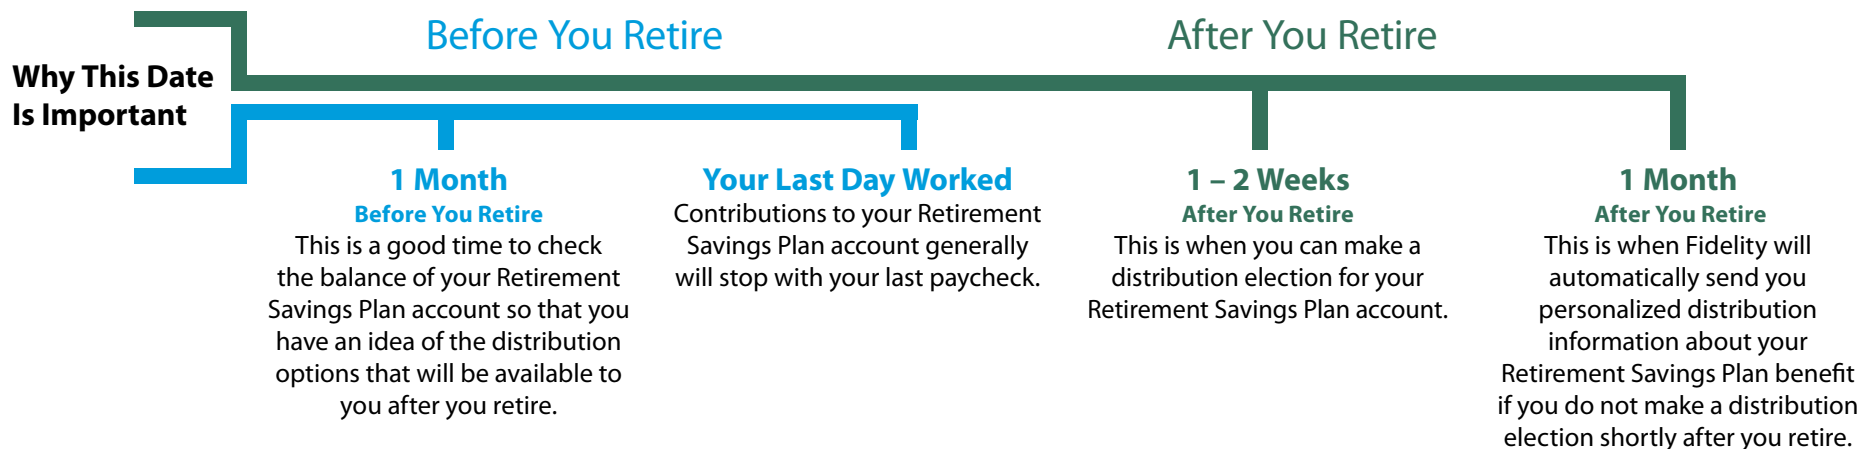 Before You Retire
After You Retire
Why This Date
Is Important
1 Month
Before You Retire
This is a good time to check
the balance of your Retirement
Savings Plan account so that you
have an idea of the distribution
options that will be available to
you after you retire.
Your Last Day Worked
Contributions to your Retirement
Savings Plan account generally
will stop with your last paycheck.
1 – 2 Weeks
After You Retire
This is when you can make a
distribution election for your
Retirement Savings Plan account.
1 Month
After You Retire
This is when Fidelity will
automatically send you
personalized distribution
information about your
Retirement Savings Plan benefit
if you do not make a distribution
election shortly after you retire.